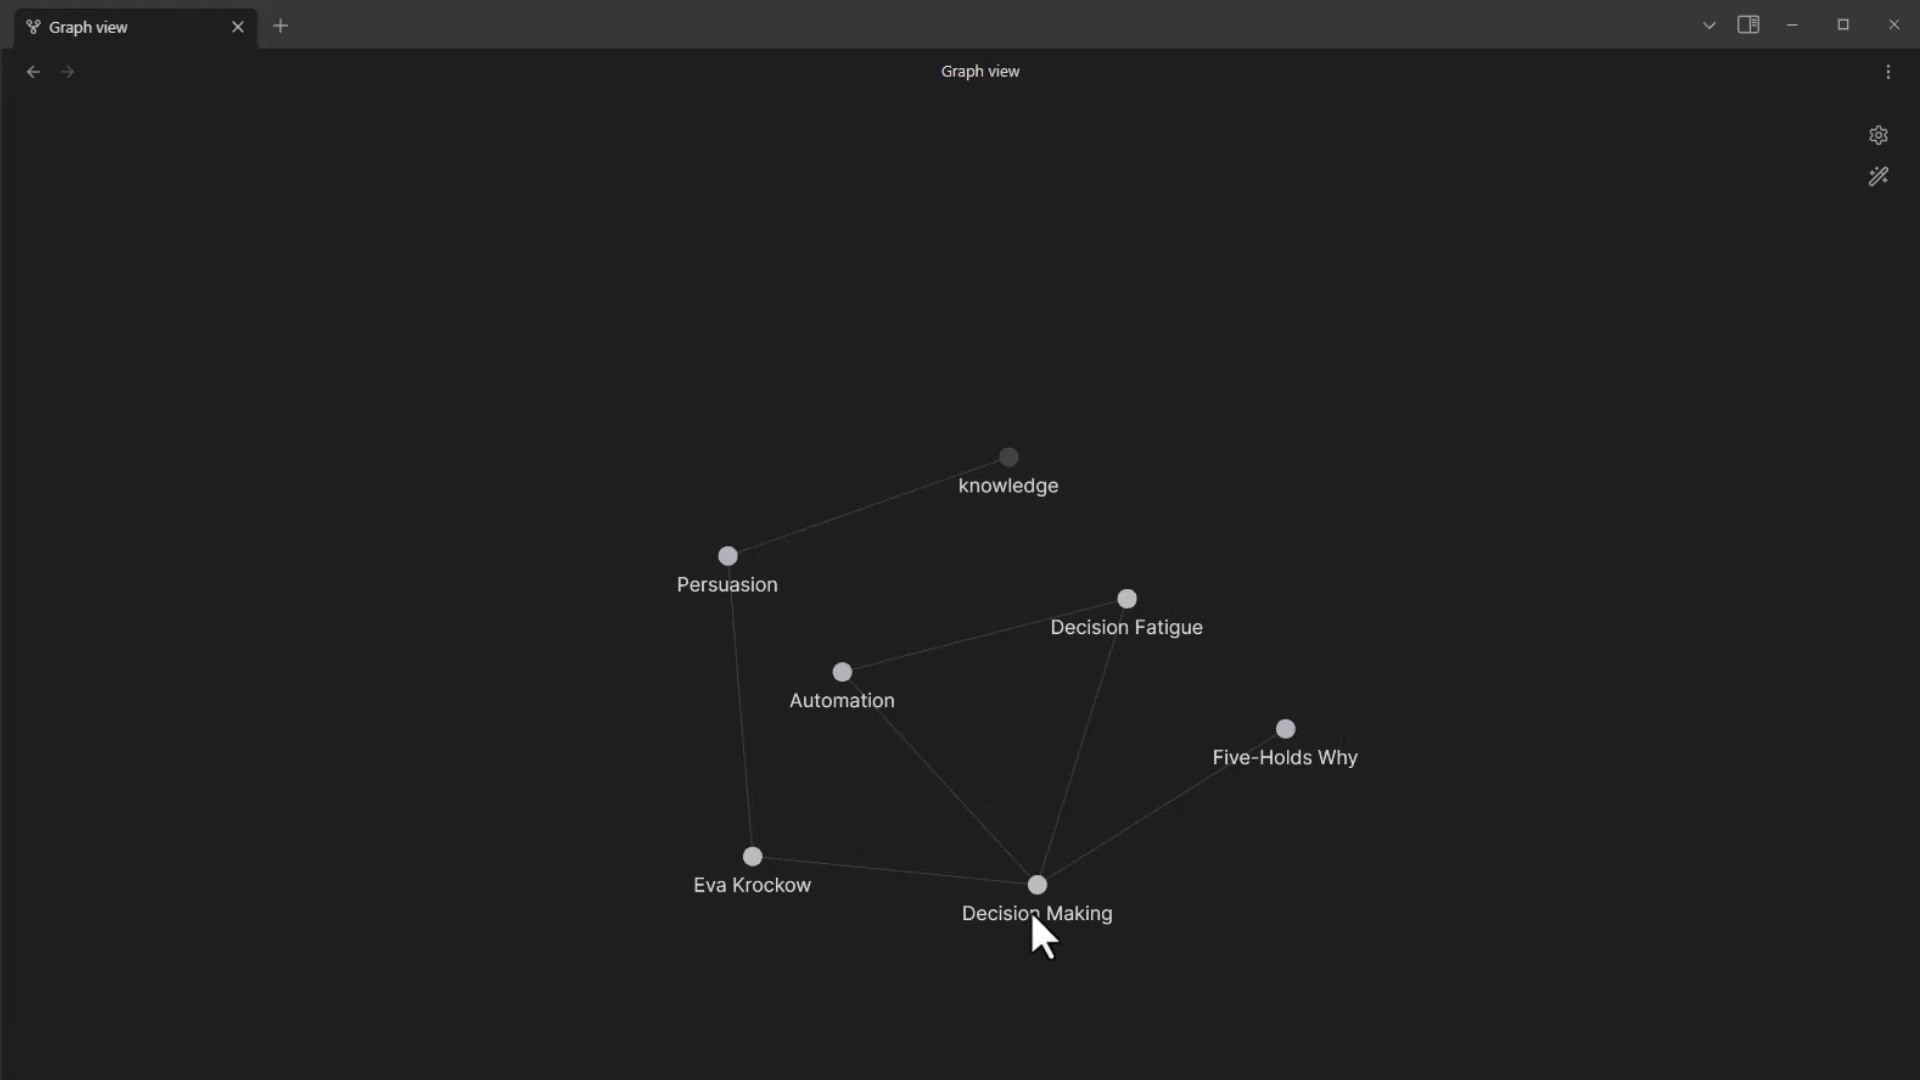 Graph view
Graph view
knowledge
Persuasion
Decision Fatigue
Automation
Five-Holds Why
Eva Krockow
Decision Making